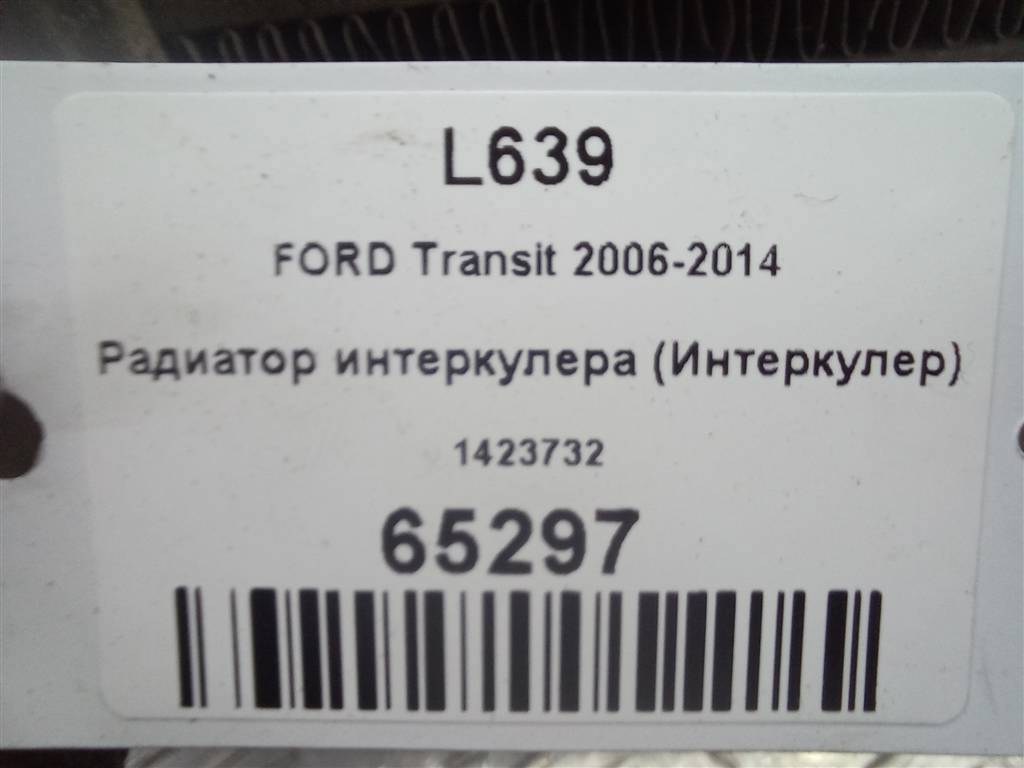 L639
FORD Transit 2006-2014
Радиатор интеркулера (Интеркулер)
1423732
65297